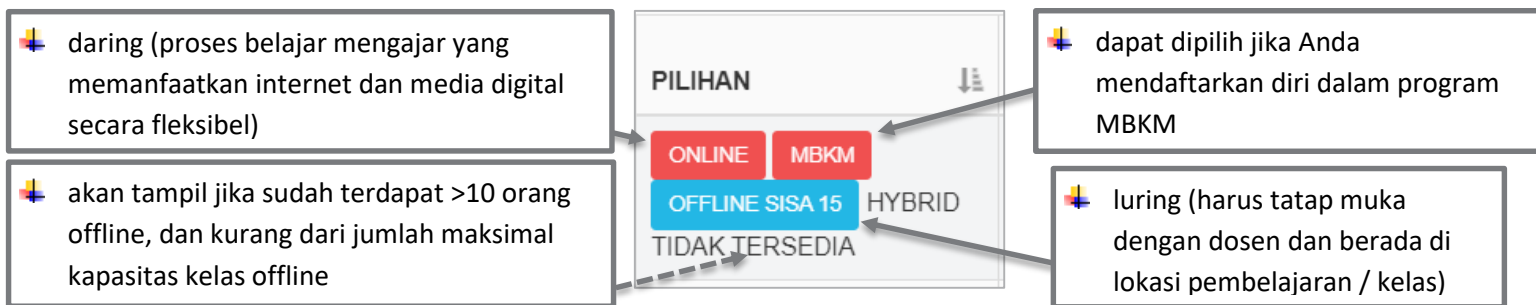 daring (proses belajar mengajar yang
memanfaatkan internet dan media digital
secara fleksibel)
akan tampil jika sudah terdapat >10 orang
offline, dan kurang dari jumlah maksimal
kapasitas kelas offline
PILIHAN
ONLINE MBKM
OFFLINE SISA 15 HYBRID
TIDAK TERSEDIA
dapat dipilih jika Anda
mendaftarkan diri dalam program
MBKM
luring (harus tatap muka
dengan dosen dan berada di
lokasi pembelajaran / kelas)